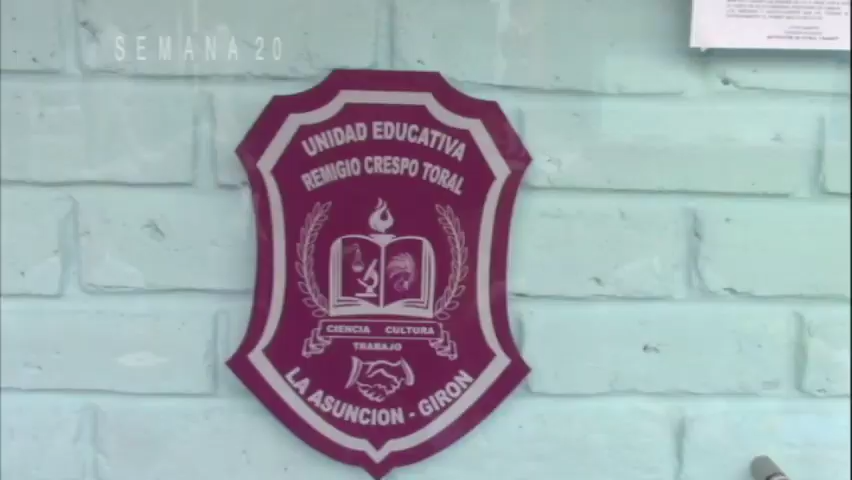 SEMANA 20
UNIDAD EDUCATIVA
REMIGIO CRESPO TORAL
CIENCIA CULTURA
TRABAJO
LA ASUNCION - GIRON